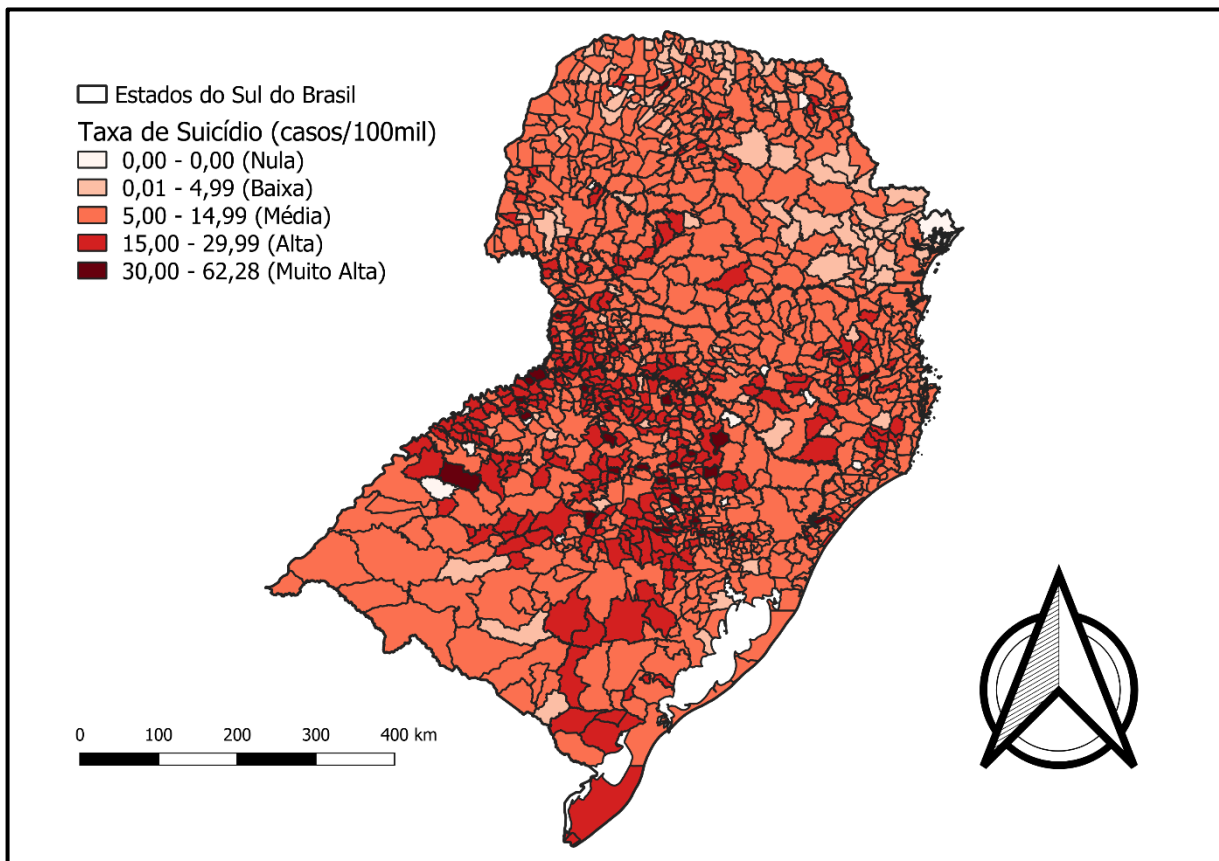 Estados do Sul do Brasil
Taxa de Suicídio (casos/100mil)
0,00 - 0,00 (Nula)
0,01 - 4,99 (Baixa)
5,00 - 14,99 (Média)
15,00 - 29,99 (Alta)
30,00 - 62,28 (Muito Alta)
0 100 200 300 400 km